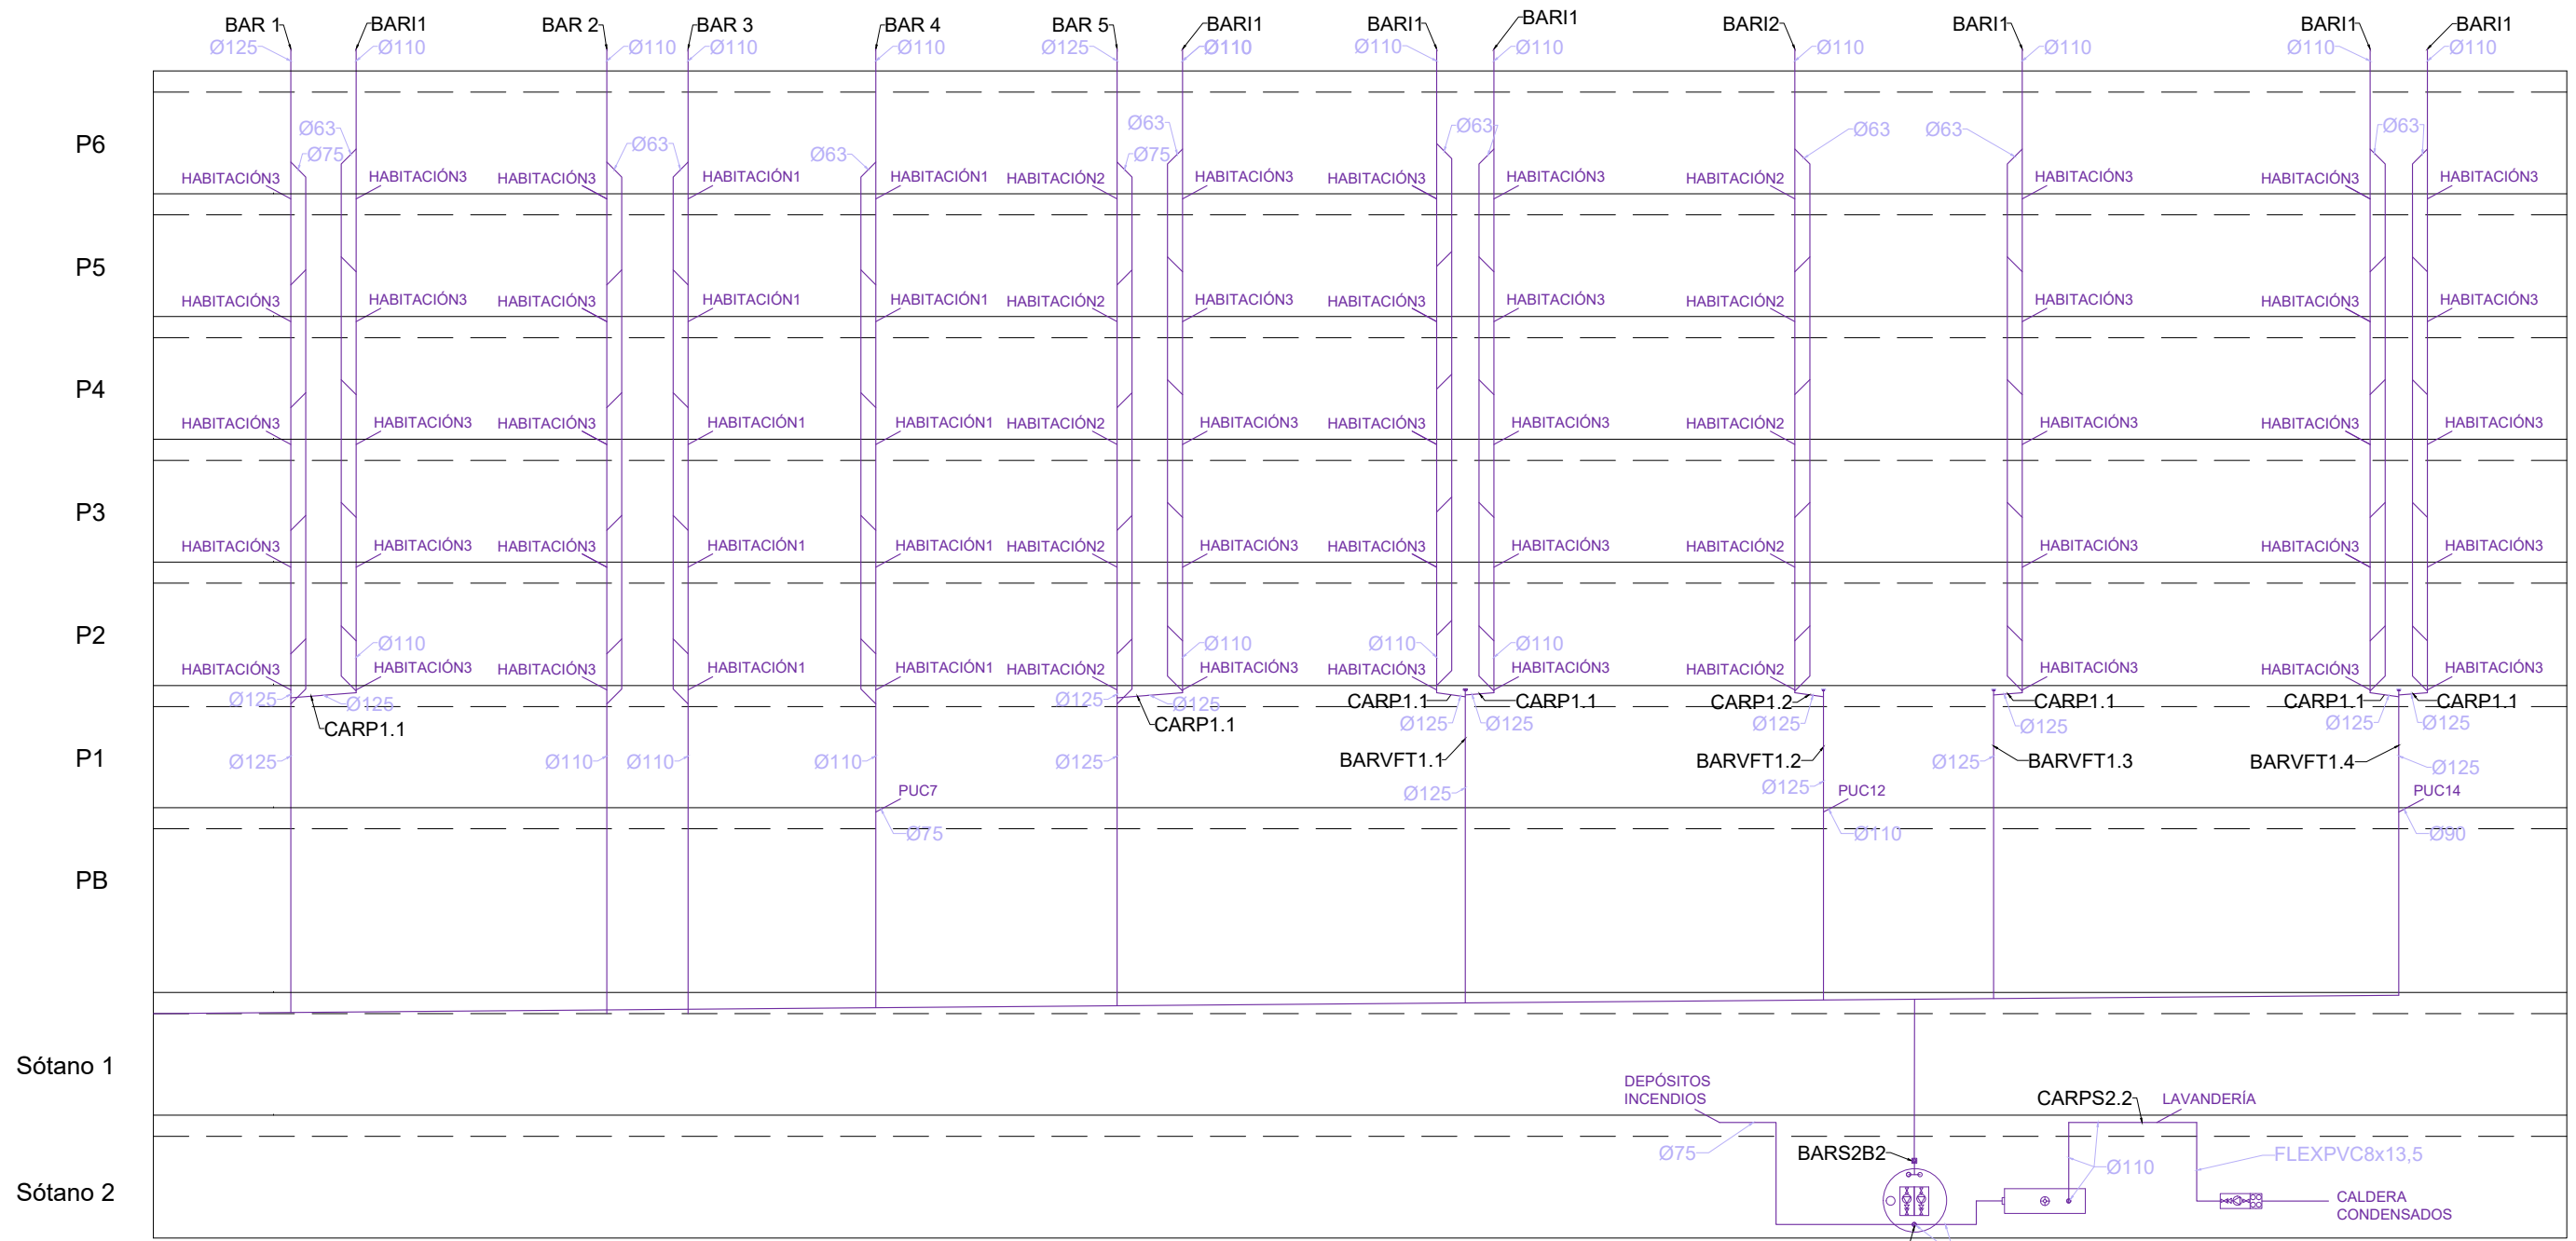 BAR 1 BARI1 BAR 2 BAR 3 BAR 4 BAR 5 BARI1 BARI1 BARI1 BARI2 BARI1 BARI1 BARI1
Ø125 Ø110 Ø110 Ø110 Ø110 Ø125 Ø110 Ø110 Ø110 Ø110 Ø110 Ø110 Ø110
P6
Ø63 Ø75 Ø63 Ø63 Ø63 Ø75 Ø63 Ø63 Ø63 Ø63
HABITACIÓN3 HABITACIÓN3 HABITACIÓN3 HABITACIÓN1 HABITACIÓN1 HABITACIÓN2 HABITACIÓN3 HABITACIÓN3 HABITACIÓN3 HABITACIÓN2 HABITACIÓN3 HABITACIÓN3 HABITACIÓN3
P5
HABITACIÓN3 HABITACIÓN3 HABITACIÓN3 HABITACIÓN1 HABITACIÓN1 HABITACIÓN2 HABITACIÓN3 HABITACIÓN3 HABITACIÓN3 HABITACIÓN2 HABITACIÓN3 HABITACIÓN3 HABITACIÓN3
P4
HABITACIÓN3 HABITACIÓN3 HABITACIÓN3 HABITACIÓN1 HABITACIÓN1 HABITACIÓN2 HABITACIÓN3 HABITACIÓN3 HABITACIÓN3 HABITACIÓN2 HABITACIÓN3 HABITACIÓN3 HABITACIÓN3
P3
HABITACIÓN3 HABITACIÓN3 HABITACIÓN3 HABITACIÓN1 HABITACIÓN1 HABITACIÓN2 HABITACIÓN3 HABITACIÓN3 HABITACIÓN3 HABITACIÓN2 HABITACIÓN3 HABITACIÓN3 HABITACIÓN3
P2
Ø110 Ø110 Ø110 Ø110
HABITACIÓN3 HABITACIÓN3 HABITACIÓN3 HABITACIÓN1 HABITACIÓN1 HABITACIÓN2 HABITACIÓN3 HABITACIÓN3 HABITACIÓN3 HABITACIÓN2 HABITACIÓN3 HABITACIÓN3 HABITACIÓN3
Ø125 Ø125 Ø125 Ø125 CARP1.1 CARP1.1 CARP1.2 CARP1.1 CARP1.1 CARP1.1
CARP1.1 CARP1.1 Ø125 Ø125 Ø125 Ø125 Ø125 Ø125
P1
Ø125 Ø110 Ø110 Ø110 Ø125 BARVFT1.1 BARVFT1.2 Ø125 BARVFT1.3 BARVFT1.4 Ø125
Ø125 Ø125
PUC7 PUC12 PUC14
Ø75 Ø110 Ø90
PB
Sótano 1
DEPÓSITOS
INCENDIOS
CARPS2.2 LAVANDERÍA
Sótano 2
Ø75 BARS2B2 Ø110 FLEXPVC8x13,5
CALDERA
CONDENSADOS